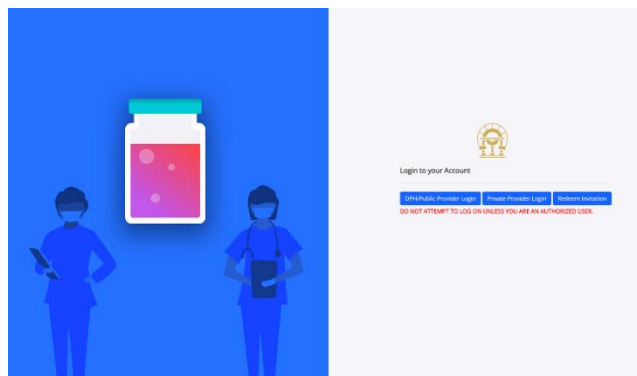 Login to your Account
DPH/Public Provider Login Private Provider Login Redeem Invitation
DO NOT ATTEMPT TO LOG ON UNLESS YOU ARE AN AUTHORIZED USER.